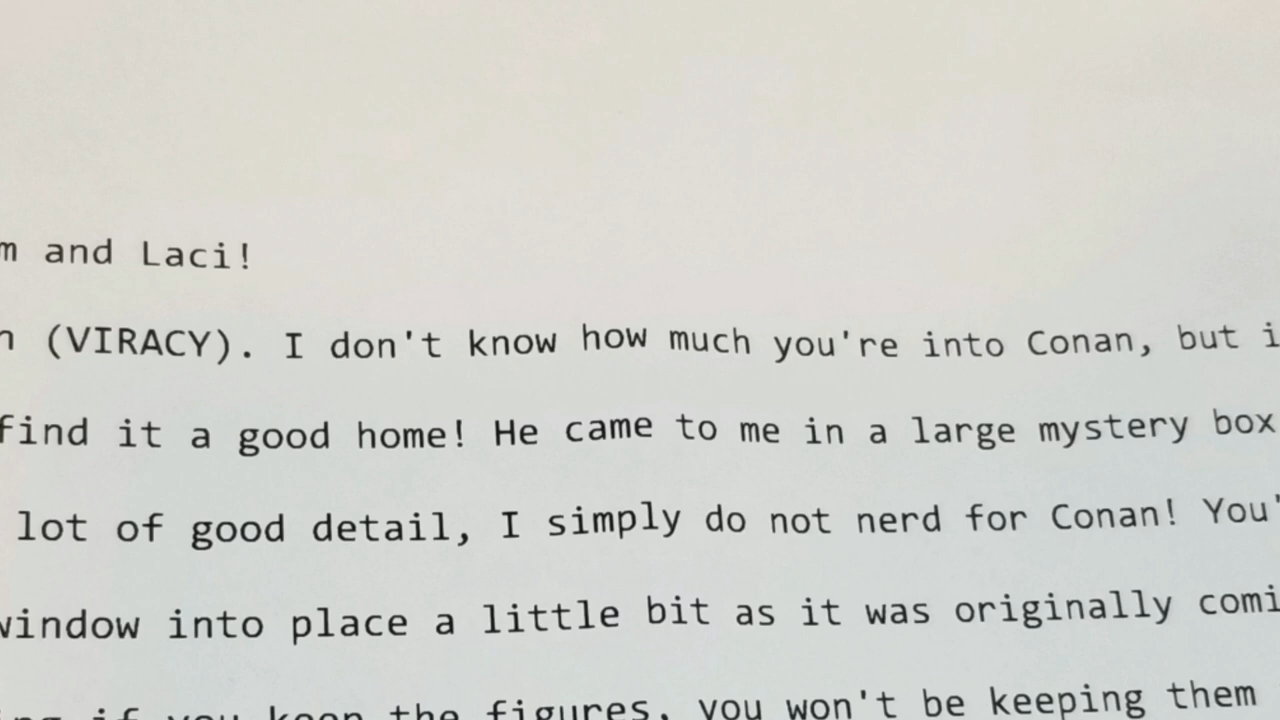 m and Laci!
n (VIRACY). I don't know how much you're into Conan, but i
find it a good home! He came to me in a large mystery box
lot of good detail, I simply do not nerd for Conan! You'
window into place a little bit as it was originally comi
ing if you keep the figures, you won't be keeping them